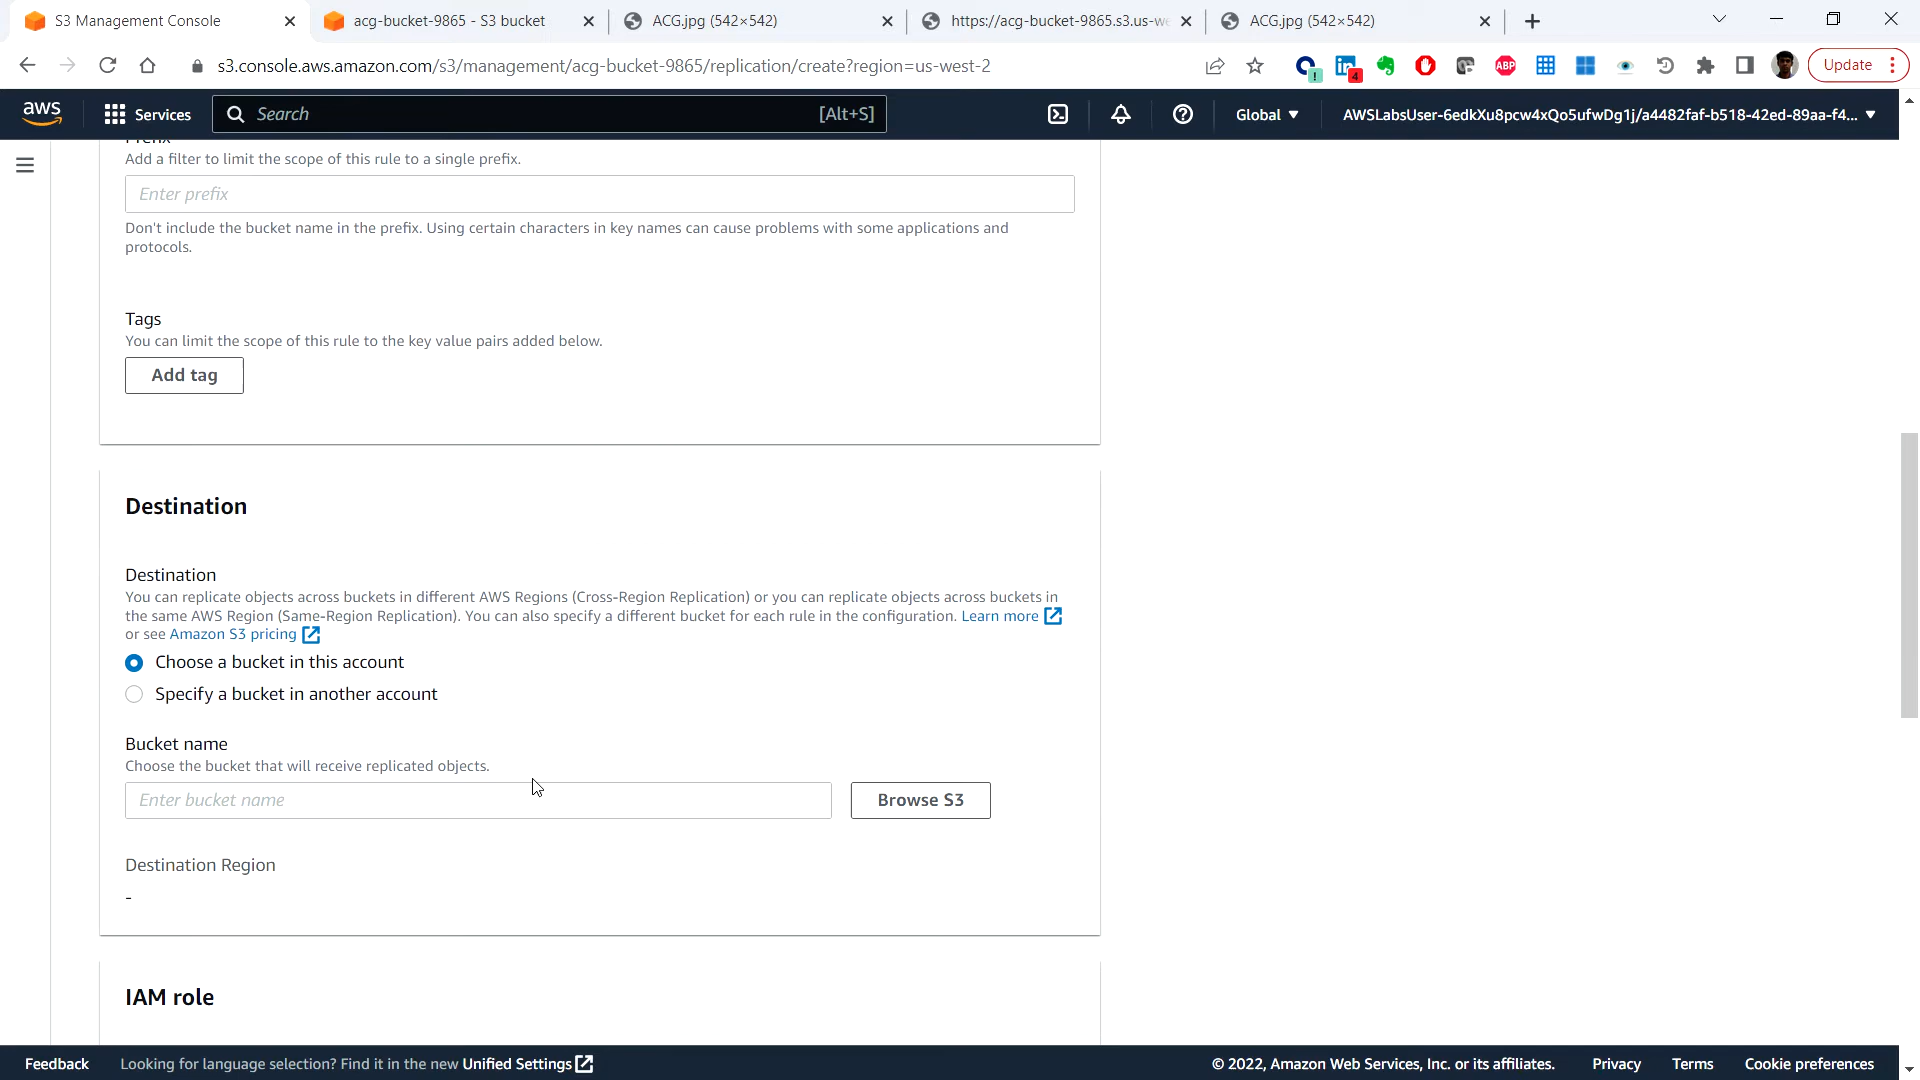 S3 Management Console
acg-bucket-9865 - S3 bucket
ACG.jpg (542×542)
https://acg-bucket-9865.s3.us-we
ACG.jpg (542×542)
s3.console.aws.amazon.com/s3/management/acg-bucket-9865/replication/create?region=us-west-2
4
ABP
Update
aws
Services
Search
[Alt+S]
Global
AWSLabsUser-6edkXu8pcw4xQo5ufwDg1j/a4482faf-b518-42ed-89aa-f4...
Prefix
Add a filter to limit the scope of this rule to a single prefix.
Enter prefix
Don't include the bucket name in the prefix. Using certain characters in key names can cause problems with some applications and
protocols.
Tags
You can limit the scope of this rule to the key value pairs added below.
Add tag
Destination
Destination
You can replicate objects across buckets in different AWS Regions (Cross-Region Replication) or you can replicate objects across buckets in
the same AWS Region (Same-Region Replication). You can also specify a different bucket for each rule in the configuration. Learn more
or see Amazon S3 pricing
Choose a bucket in this account
Specify a bucket in another account
Bucket name
Choose the bucket that will receive replicated objects.
Enter bucket name
Browse S3
Destination Region
-
IAM role
Feedback
Looking for language selection? Find it in the new Unified Settings
© 2022, Amazon Web Services, Inc. or its affiliates.
Privacy
Terms
Cookie preferences